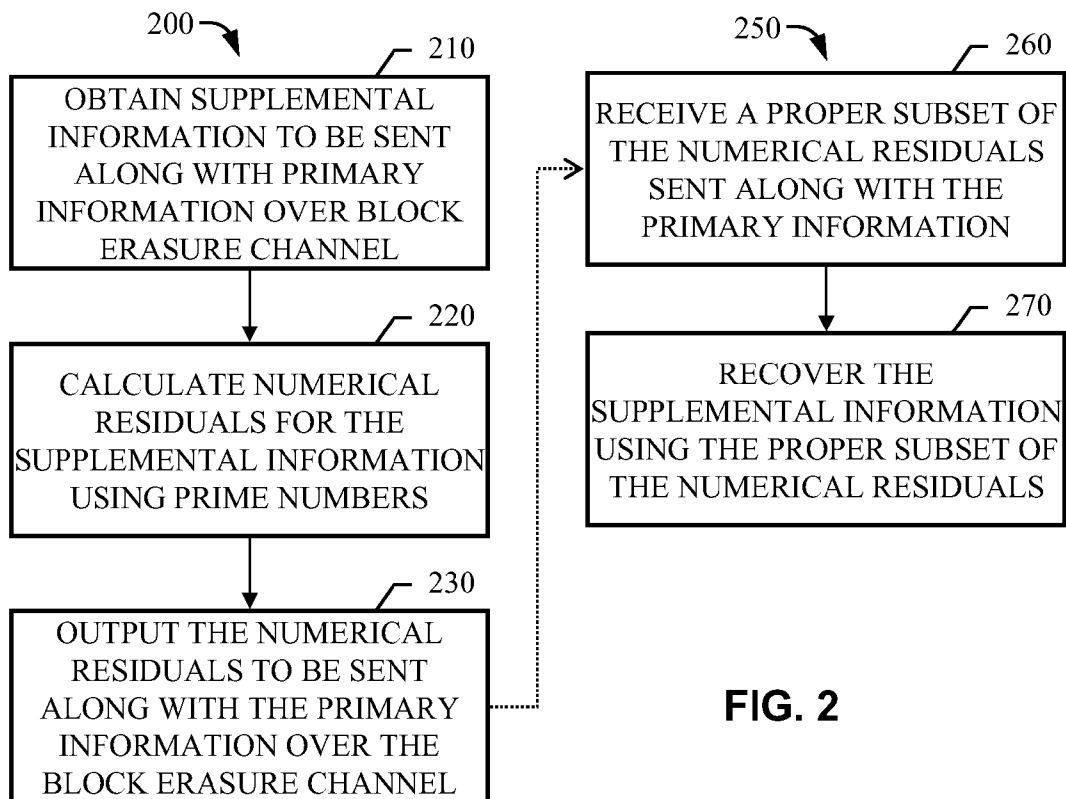 200
210
OBTAIN SUPPLEMENTAL
INFORMATION TO BE SENT
ALONG WITH PRIMARY
INFORMATION OVER BLOCK
ERASURE CHANNEL
220
CALCULATE NUMERICAL
RESIDUALS FOR THE
SUPPLEMENTAL INFORMATION
USING PRIME NUMBERS
230
OUTPUT THE NUMERICAL
RESIDUALS TO BE SENT
ALONG WITH THE PRIMARY
INFORMATION OVER THE
BLOCK ERASURE CHANNEL
250
260
RECEIVE A PROPER SUBSET OF
THE NUMERICAL RESIDUALS
SENT ALONG WITH THE
PRIMARY INFORMATION
270
RECOVER THE
SUPPLEMENTAL INFORMATION
USING THE PROPER SUBSET OF
THE NUMERICAL RESIDUALS
FIG. 2